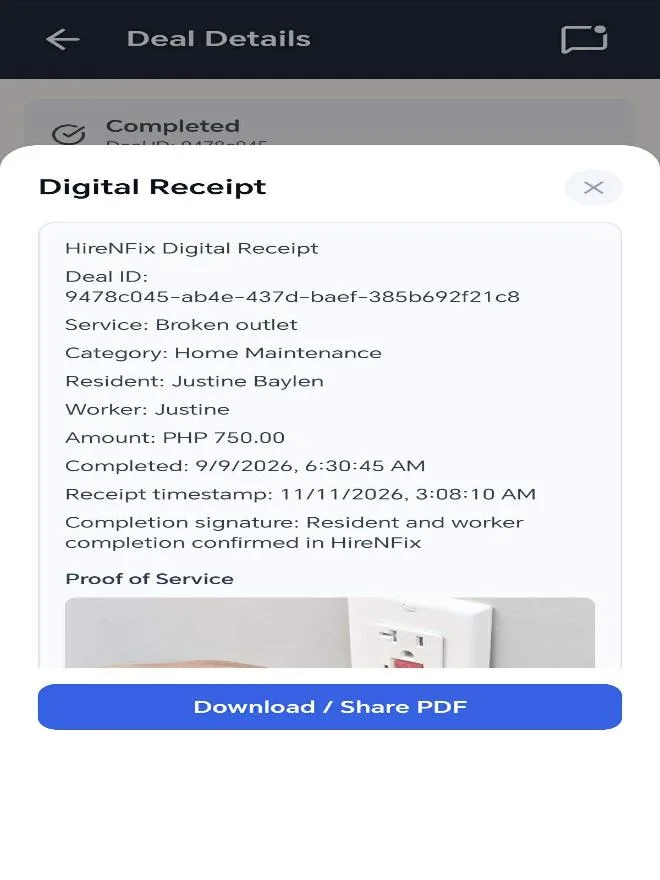 Deal Details
Completed
Deal ID: 9478c045
Digital Receipt
HireNFix Digital Receipt
Deal ID:
9478c045-ab4e-437d-baef-385b692f21c8
Service: Broken outlet
Category: Home Maintenance
Resident: Justine Baylen
Worker: Justine
Amount: PHP 750.00
Completed: 9/9/2026, 6:30:45 AM
Receipt timestamp: 11/11/2026, 3:08:10 AM
Completion signature: Resident and worker
completion confirmed in HireNFix
Proof of Service
Download / Share PDF